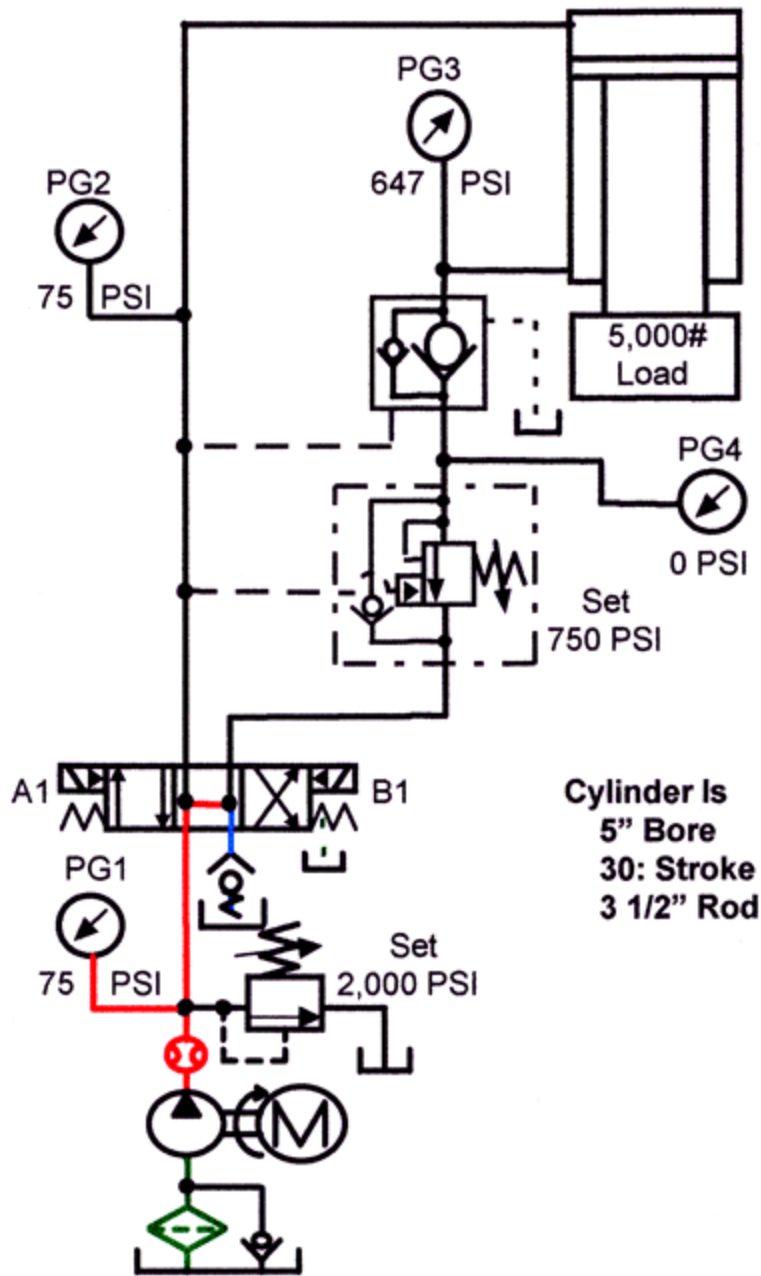 PG3
647 PSI
PG2
75 PSI
5,000#
Load
PG4
0 PSI
Set
750 PSI
A1
B1
Cylinder Is
5” Bore
30: Stroke
3 1/2” Rod
PG1
75 PSI
Set
2,000 PSI
M